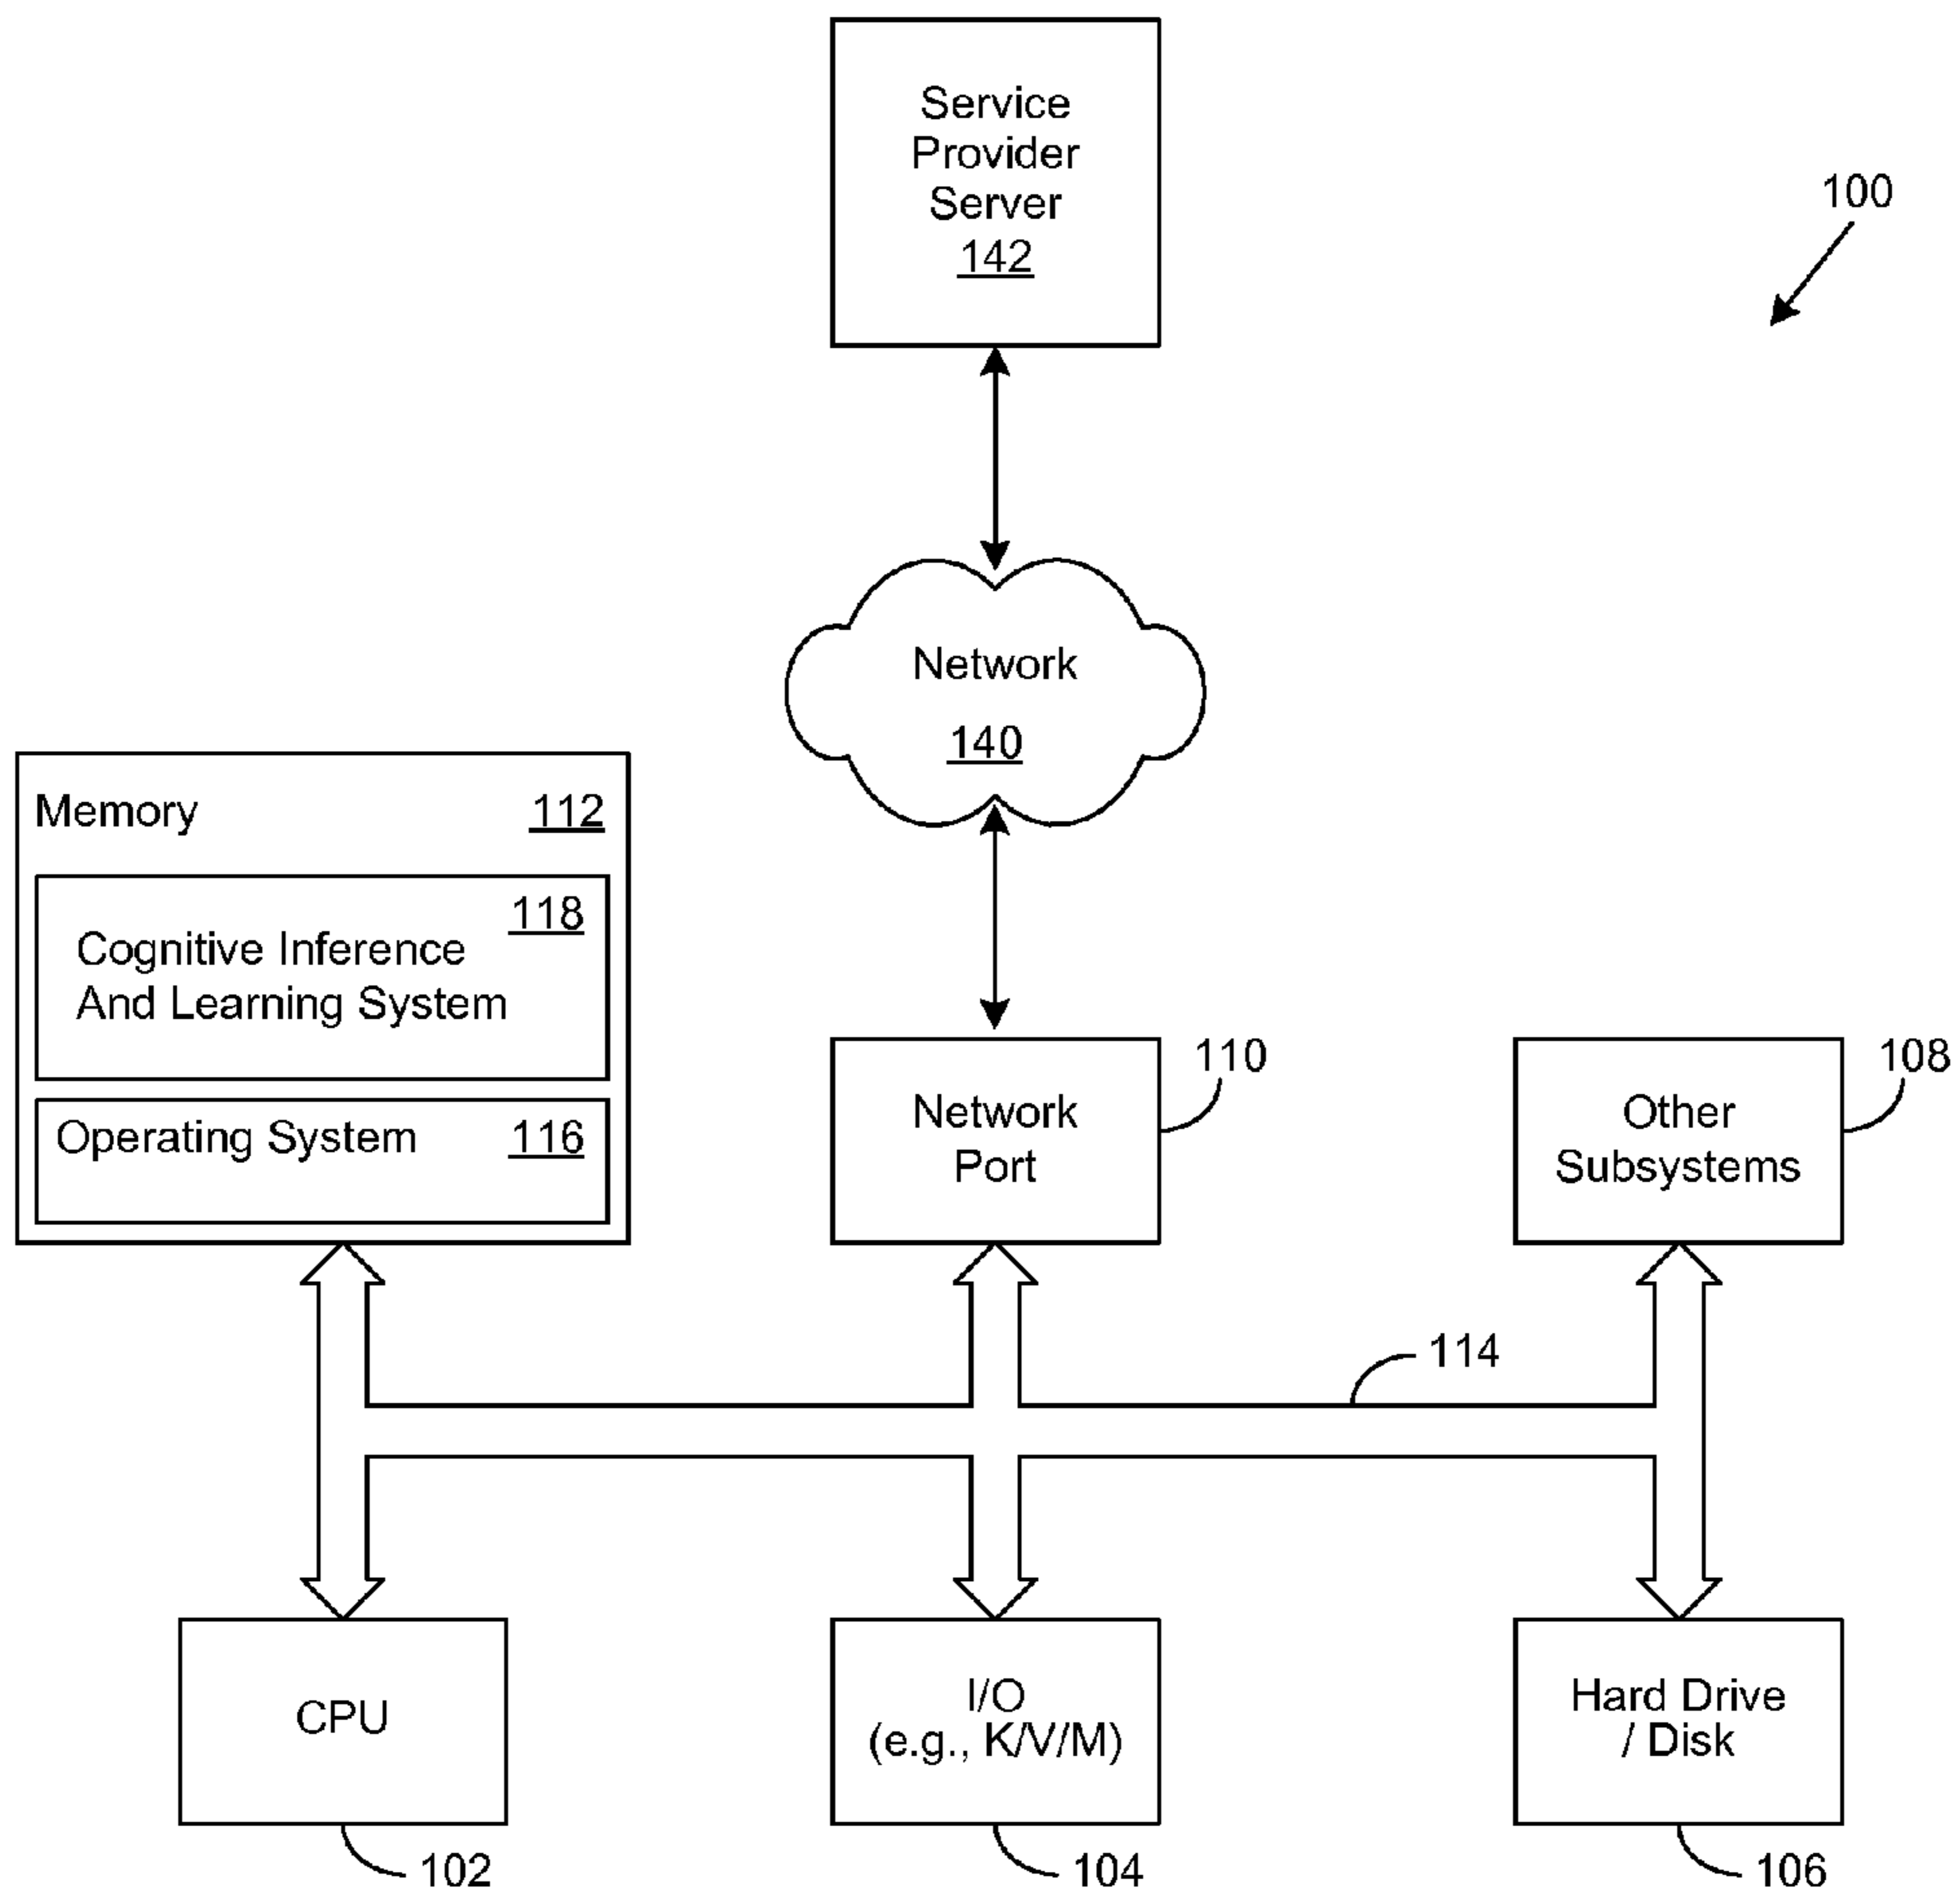 Service
Provider
Server
142
100
Network
140
Memory 112
118
Cognitive Inference
And Learning System
Operating System 116
110
Network
Port
108
Other
Subsystems
114
CPU
102
I/O
(e.g., K/V/M)
104
Hard Drive
/ Disk
106